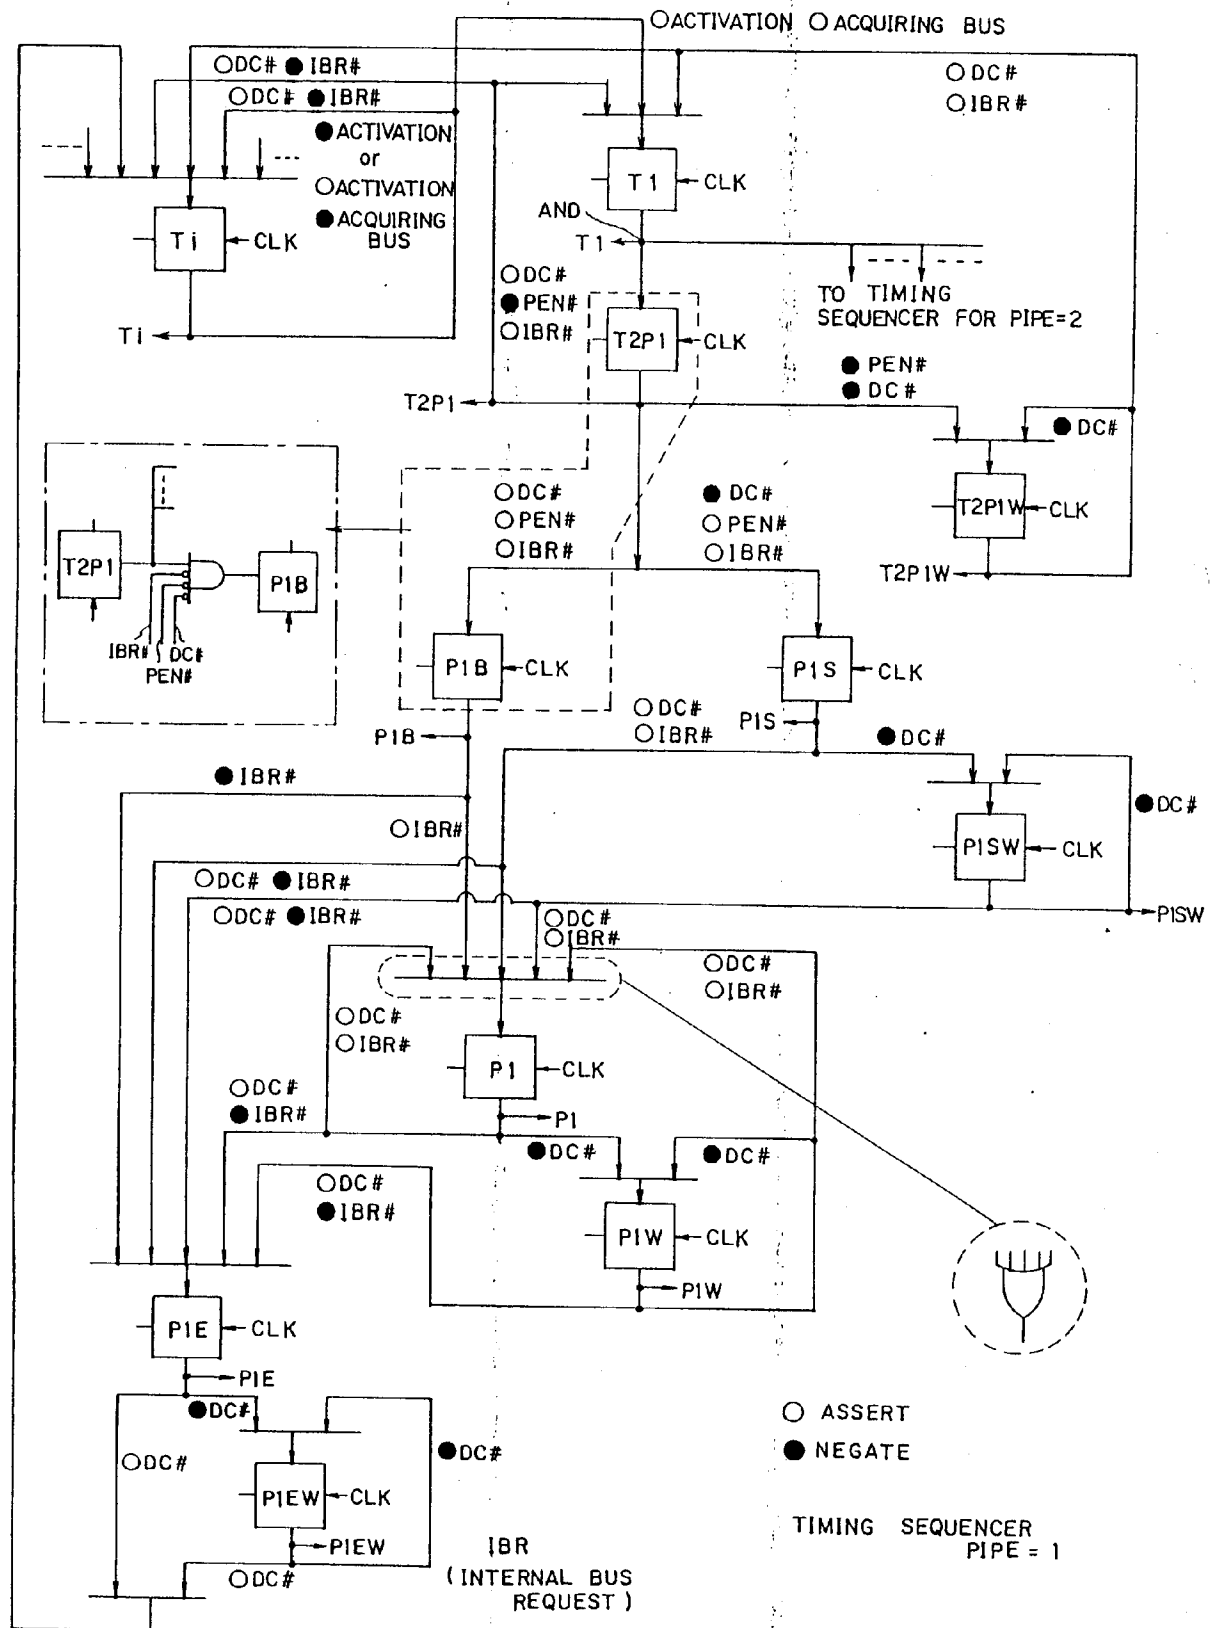 ○ACTIVATION ○ ACQUIRING BUS
○DC# ●IBR#
○DC# ●IBR#
○DC#
○IBR#
●ACTIVATION
or
○ACTIVATION
●ACQUIRING
BUS
T1
CLK
Ti
CLK
AND
T1
○DC#
●PEN#
○IBR#
TO TIMING
SEQUENCER FOR PIPE=2
Ti
T2P1
CLK
●PEN#
●DC#
T2P1
●DC#
T2P1W
CLK
○DC#
○PEN#
○IBR#
●DC#
○PEN#
○IBR#
T2P1
P1B
IBR#
DC#
PEN#
T2P1W
P1B
CLK
P1S
CLK
○DC#
○IBR#
P1S
P1B
●DC#
●IBR#
●DC#
○IBR#
P1SW
CLK
○DC# ●IBR#
○DC# ●IBR#
○DC#
○IBR#
P1SW
○DC#
○IBR#
○DC#
○IBR#
P1
CLK
○DC#
●IBR#
P1
●DC#
●DC#
○DC#
●IBR#
P1W
CLK
P1W
P1E
CLK
P1E
●DC#
○DC#
●DC#
○ ASSERT
● NEGATE
P1EW
CLK
P1EW
○DC#
IBR
(INTERNAL BUS
REQUEST)
TIMING SEQUENCER
PIPE = 1